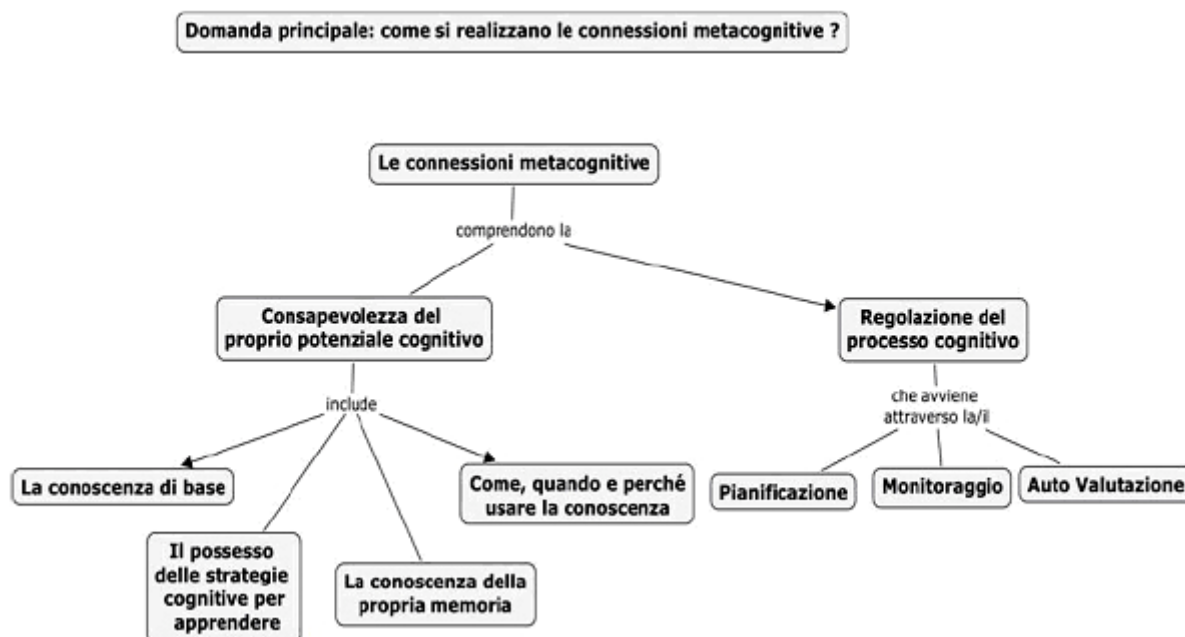 Domanda principale: come si realizzano le connessioni metacognitive ?
Le connessioni metacognitive
comprendono la
Consapevolezza del
proprio potenziale cognitivo
Regolazione del
processo cognitivo
include
che avviene
attraverso la/il
La conoscenza di base
Il possesso
delle strategie
cognitive per
apprendere
La conoscenza della
propria memoria
Come, quando e perché
usare la conoscenza
Pianificazione
Monitoraggio
Auto Valutazione